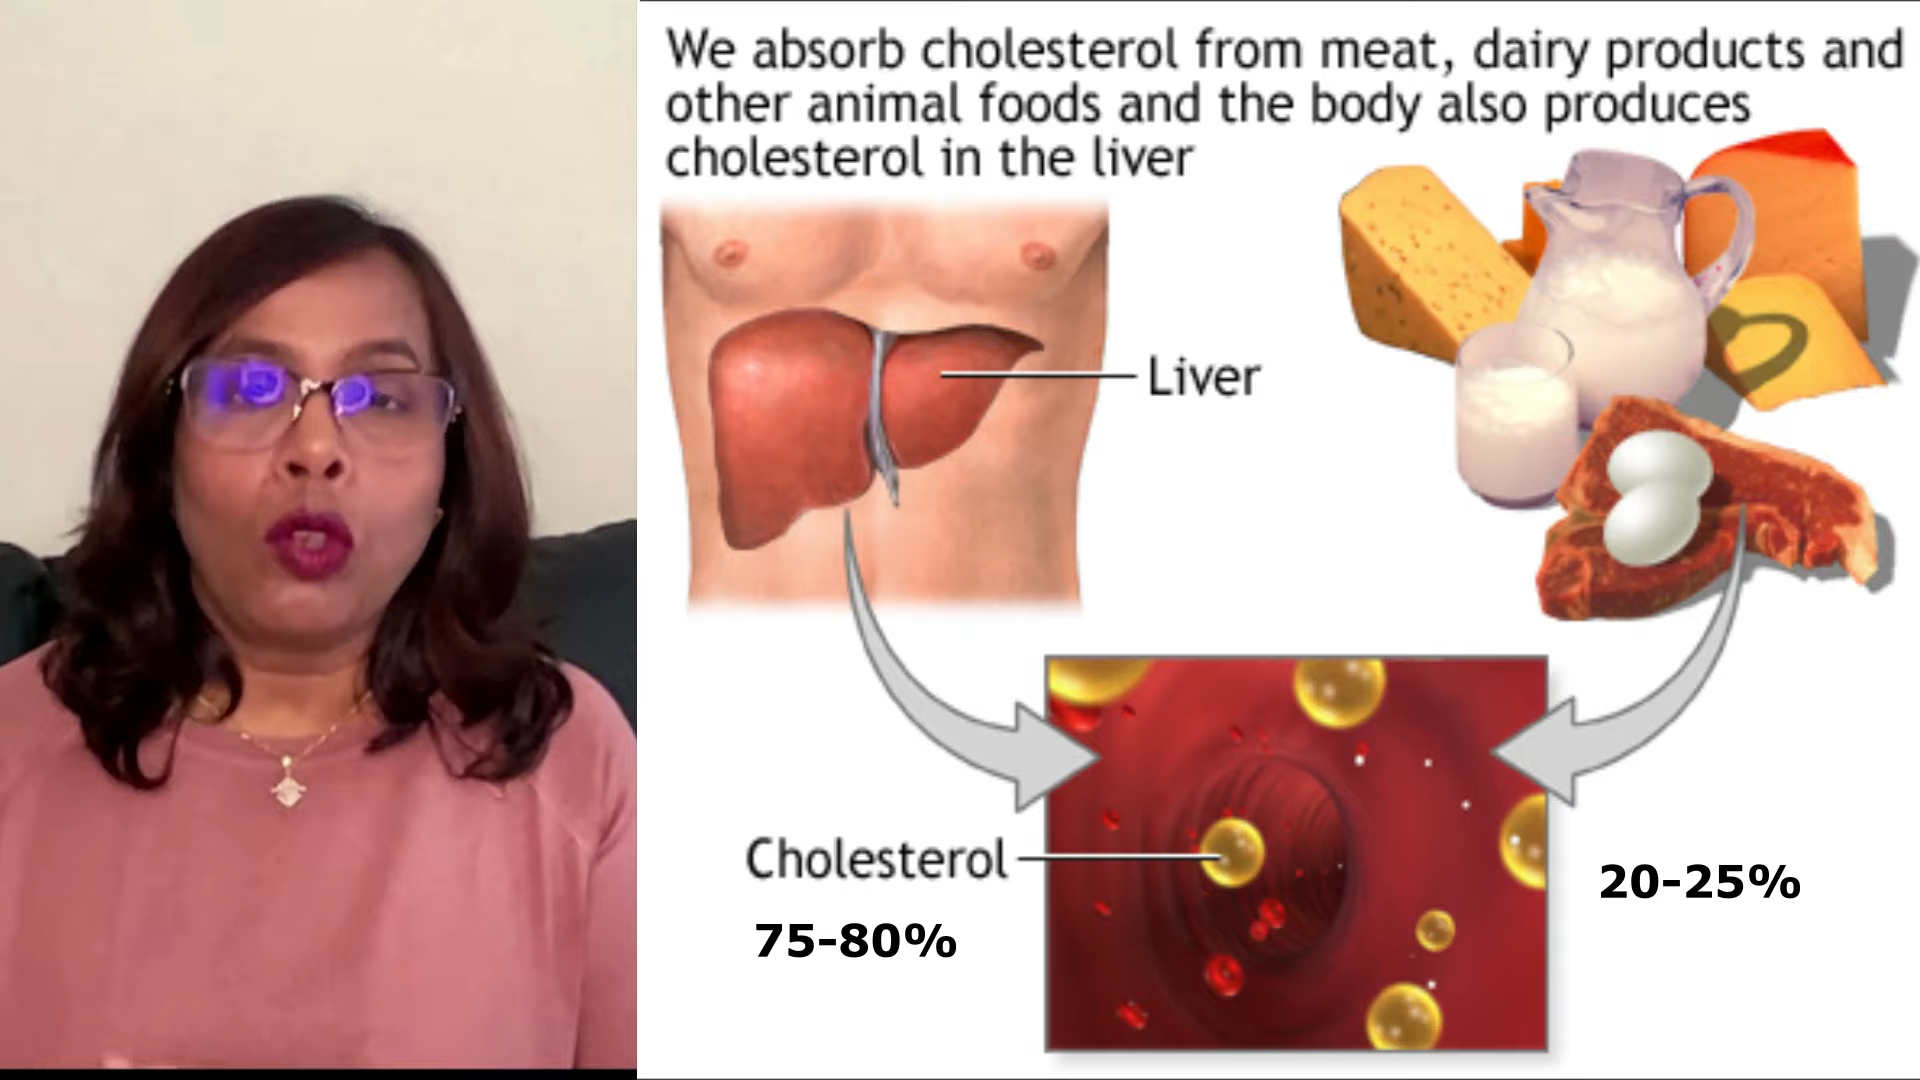 We absorb cholesterol from meat, dairy products and
other animal foods and the body also produces
cholesterol in the liver
Liver
Cholesterol
75-80%
20-25%